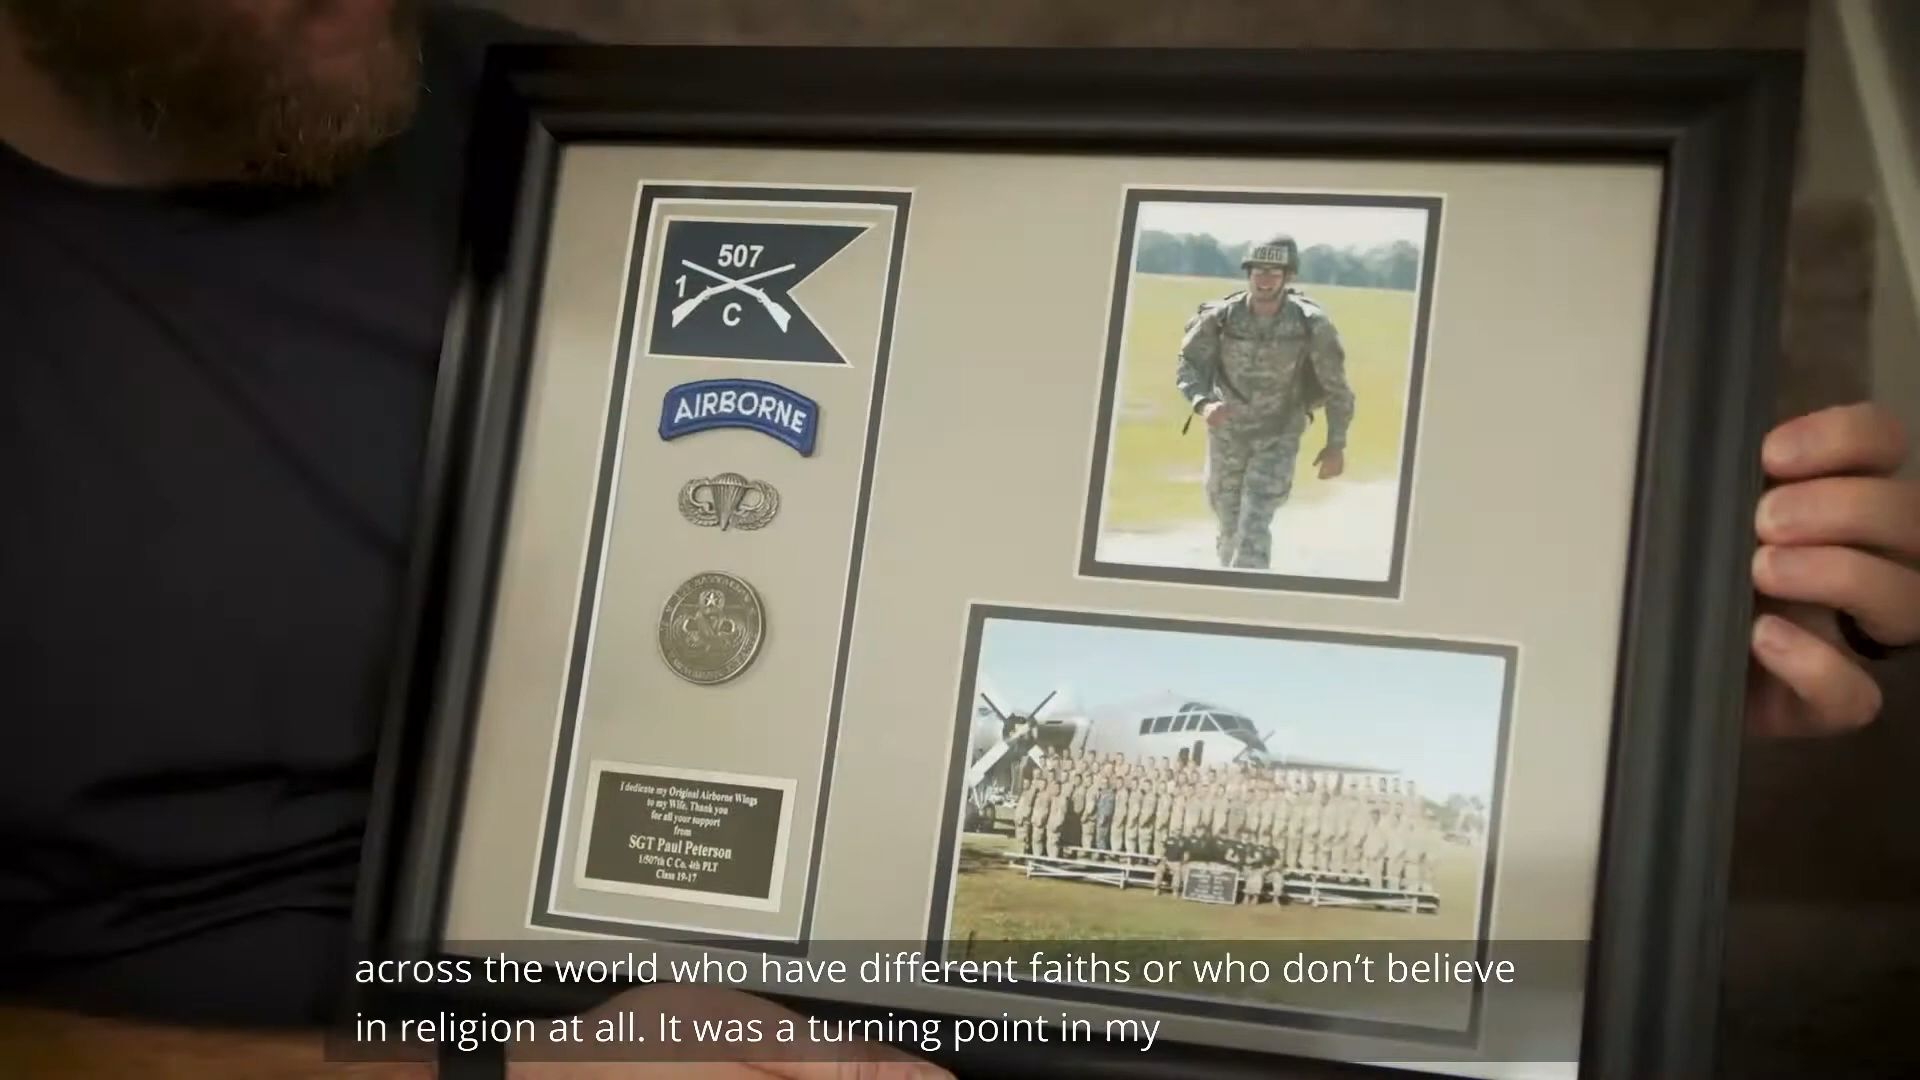 507
1
C
AIRBORNE
I dedicate my Original Airborne Wings
to my Wife. Thank you
for all your support
from
SGT Paul Peterson
1/507th C Co. 4th PLT
Class 19-17
across the world who have different faiths or who don’t believe
in religion at all. It was a turning point in my